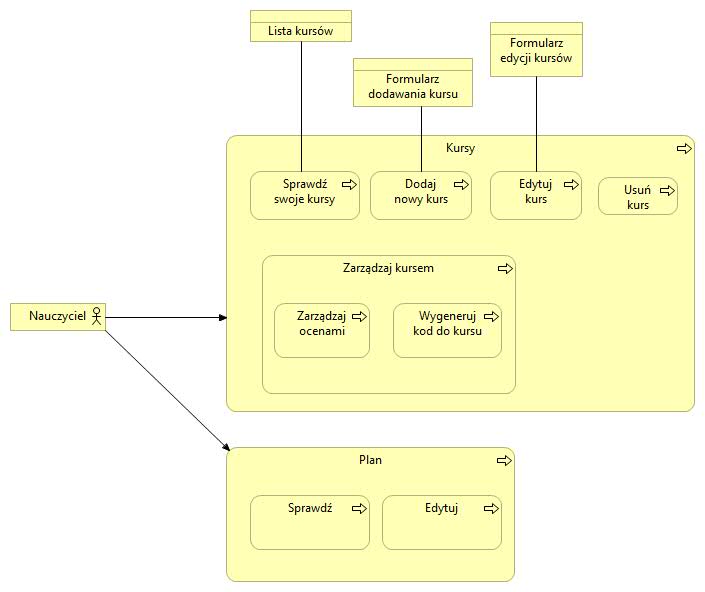 Lista kursów
Formularz
dodawania kursu
Formularz
edycji kursów
Kursy
Sprawdź
swoje kursy
Dodaj
nowy kurs
Edytuj
kurs
Usuń
kurs
Zarządzaj kursem
Zarządzaj
ocenami
Wygeneruj
kod do kursu
Nauczyciel
Plan
Sprawdź
Edytuj